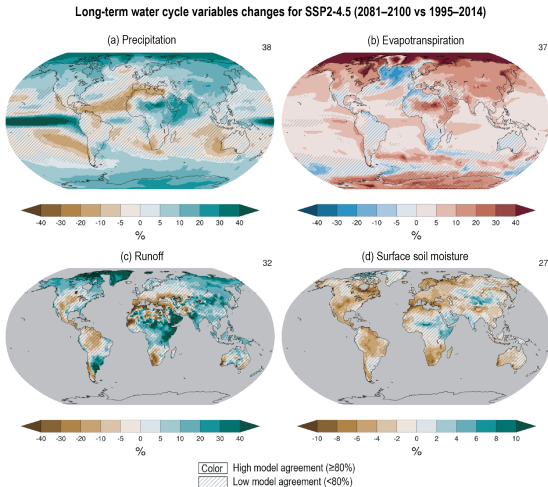 Long-term water cycle variables changes for SSP2-4.5 (2081–2100 vs 1995–2014)
(a) Precipitation
38
(b) Evapotranspiration
37
-40 -30 -20 -10 -5 0 5 10 20 30 40
%
-40 -30 -20 -10 -5 0 5 10 20 30 40
%
(c) Runoff
32
(d) Surface soil moisture
27
-40 -30 -20 -10 -5 0 5 10 20 30 40
%
-10 -8 -6 -4 -2 0 2 4 6 8 10
%
Color High model agreement (≥80%)
Low model agreement (<80%)